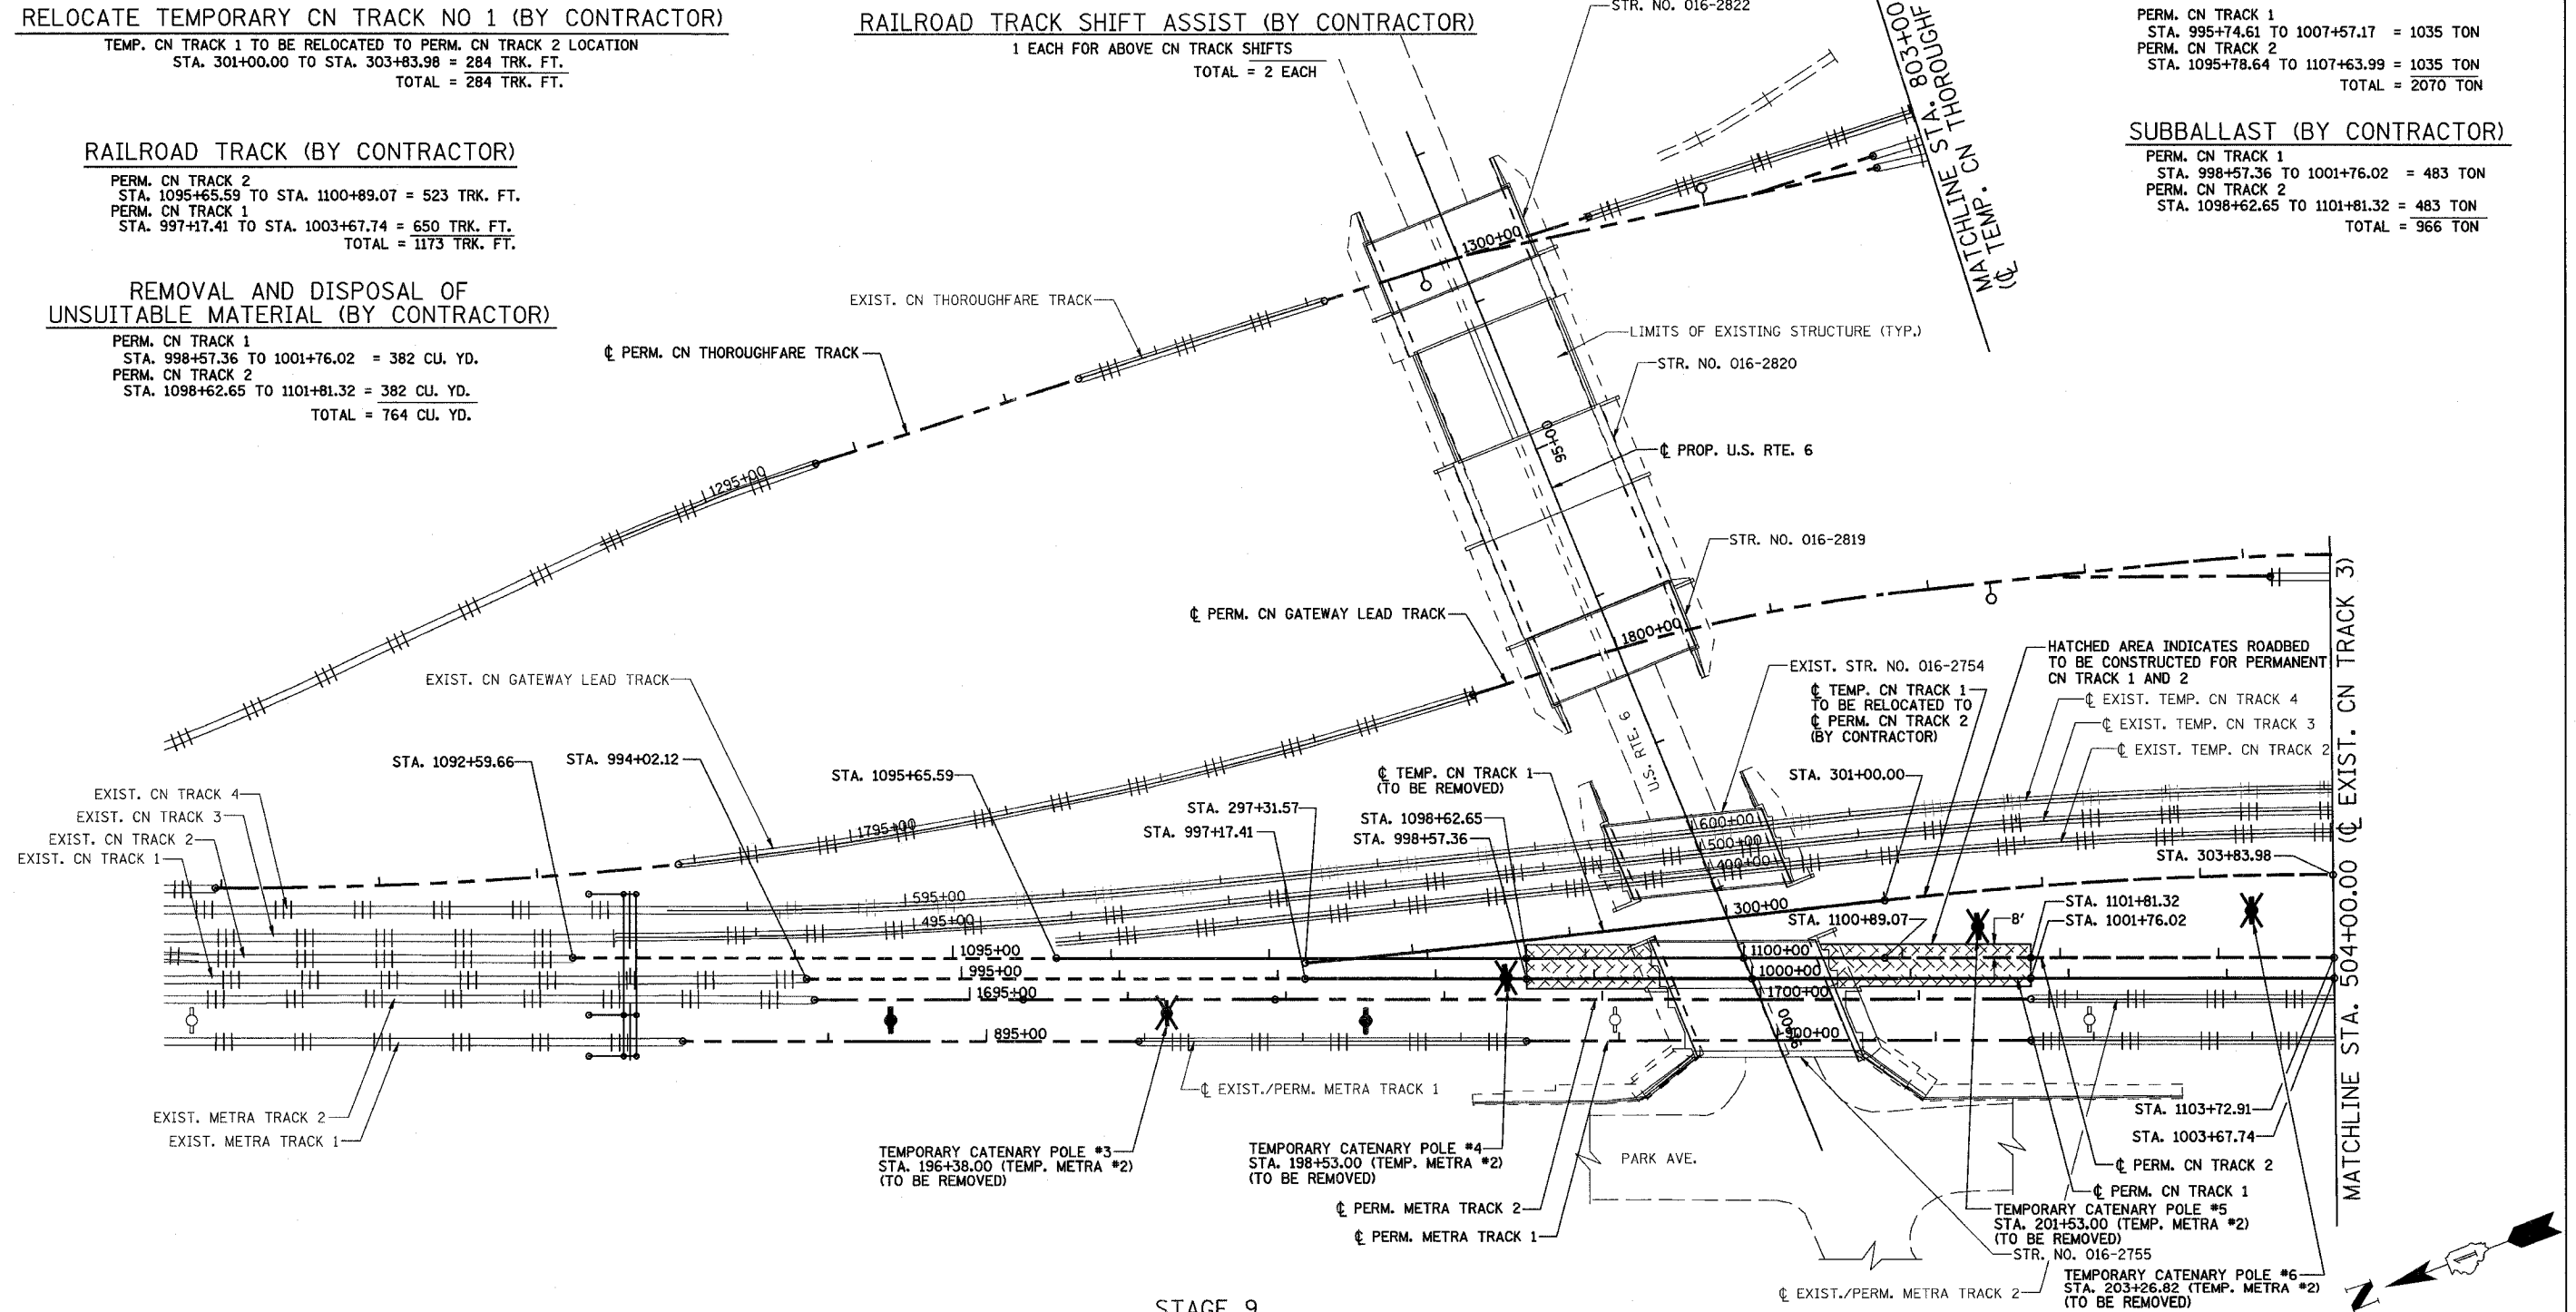 RELOCATE TEMPORARY CN TRACK NO 1 (BY CONTRACTOR)
TEMP. CN TRACK 1 TO BE RELOCATED TO PERM. CN TRACK 2 LOCATION
STA. 301+00.00 TO STA. 303+83.98 = 284 TRK. FT.
TOTAL = 284 TRK. FT.
RAILROAD TRACK (BY CONTRACTOR)
PERM. CN TRACK 2
STA. 1095+65.59 TO STA. 1100+89.07 = 523 TRK. FT.
PERM. CN TRACK 1
STA. 997+17.41 TO STA. 1003+67.74 = 650 TRK. FT.
TOTAL = 1173 TRK. FT.
REMOVAL AND DISPOSAL OF
UNSUITABLE MATERIAL (BY CONTRACTOR)
PERM. CN TRACK 1
STA. 998+57.36 TO 1001+76.02 = 382 CU. YD.
PERM. CN TRACK 2
STA. 1098+62.65 TO 1101+81.32 = 382 CU. YD.
TOTAL = 764 CU. YD.
RAILROAD TRACK SHIFT ASSIST (BY CONTRACTOR)
1 EACH FOR ABOVE CN TRACK SHIFTS
TOTAL = 2 EACH
STR. NO. 016-2822
PERM. CN TRACK 1
STA. 995+74.61 TO 1007+57.17 = 1035 TON
PERM. CN TRACK 2
STA. 1095+78.64 TO 1107+63.99 = 1035 TON
TOTAL = 2070 TON
SUBBALLAST (BY CONTRACTOR)
PERM. CN TRACK 1
STA. 998+57.36 TO 1001+76.02 = 483 TON
PERM. CN TRACK 2
STA. 1098+62.65 TO 1101+81.32 = 483 TON
TOTAL = 966 TON
MATCHLINE STA. 803+00
(℄ TEMP. CN THOROUGHF
1300+00
EXIST. CN THOROUGHFARE TRACK
℄ PERM. CN THOROUGHFARE TRACK
LIMITS OF EXISTING STRUCTURE (TYP.)
STR. NO. 016-2820
95+00
℄ PROP. U.S. RTE. 6
1295+00
STR. NO. 016-2819
℄ PERM. CN GATEWAY LEAD TRACK
1800+00
EXIST. CN GATEWAY LEAD TRACK
HATCHED AREA INDICATES ROADBED
TO BE CONSTRUCTED FOR PERMANENT
CN TRACK 1 AND 2
EXIST. STR. NO. 016-2754
℄ TEMP. CN TRACK 1
TO BE RELOCATED TO
℄ PERM. CN TRACK 2
(BY CONTRACTOR)
℄ EXIST. TEMP. CN TRACK 4
℄ EXIST. TEMP. CN TRACK 3
℄ EXIST. TEMP. CN TRACK 2
U.S. RTE. 6
STA. 1092+59.66
STA. 994+02.12
STA. 1095+65.59
℄ TEMP. CN TRACK 1
(TO BE REMOVED)
STA. 301+00.00
EXIST. CN TRACK 4
EXIST. CN TRACK 3
EXIST. CN TRACK 2
EXIST. CN TRACK 1
STA. 297+31.57
STA. 997+17.41
STA. 1098+62.65
STA. 998+57.36
1795+00
600+00
500+00
400+00
STA. 303+83.98
595+00
495+00
300+00
STA. 1100+89.07
8'
STA. 1101+81.32
STA. 1001+76.02
1095+00
995+00
1695+00
895+00
1100+00
1000+00
1700+00
900+00
MATCHLINE STA. 504+00.00 (℄ EXIST. CN TRACK 3)
℄ EXIST./PERM. METRA TRACK 1
EXIST. METRA TRACK 2
EXIST. METRA TRACK 1
TEMPORARY CATENARY POLE #3
STA. 196+38.00 (TEMP. METRA #2)
(TO BE REMOVED)
TEMPORARY CATENARY POLE #4
STA. 198+53.00 (TEMP. METRA #2)
(TO BE REMOVED)
PARK AVE.
STA. 1103+72.91
STA. 1003+67.74
℄ PERM. CN TRACK 2
℄ PERM. CN TRACK 1
℄ PERM. METRA TRACK 2
℄ PERM. METRA TRACK 1
TEMPORARY CATENARY POLE #5
STA. 201+53.00 (TEMP. METRA #2)
(TO BE REMOVED)
STR. NO. 016-2755
TEMPORARY CATENARY POLE #6
STA. 203+26.82 (TEMP. METRA #2)
(TO BE REMOVED)
℄ EXIST./PERM. METRA TRACK 2
STAGE 9
N